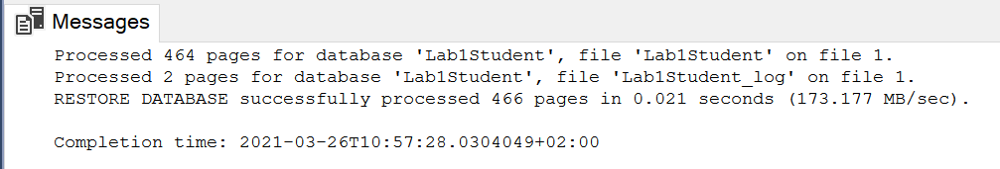 Messages
Processed 464 pages for database 'Lab1Student', file 'Lab1Student' on file 1.
Processed 2 pages for database 'Lab1Student', file 'Lab1Student_log' on file 1.
RESTORE DATABASE successfully processed 466 pages in 0.021 seconds (173.177 MB/sec).
Completion time: 2021-03-26T10:57:28.0304049+02:00